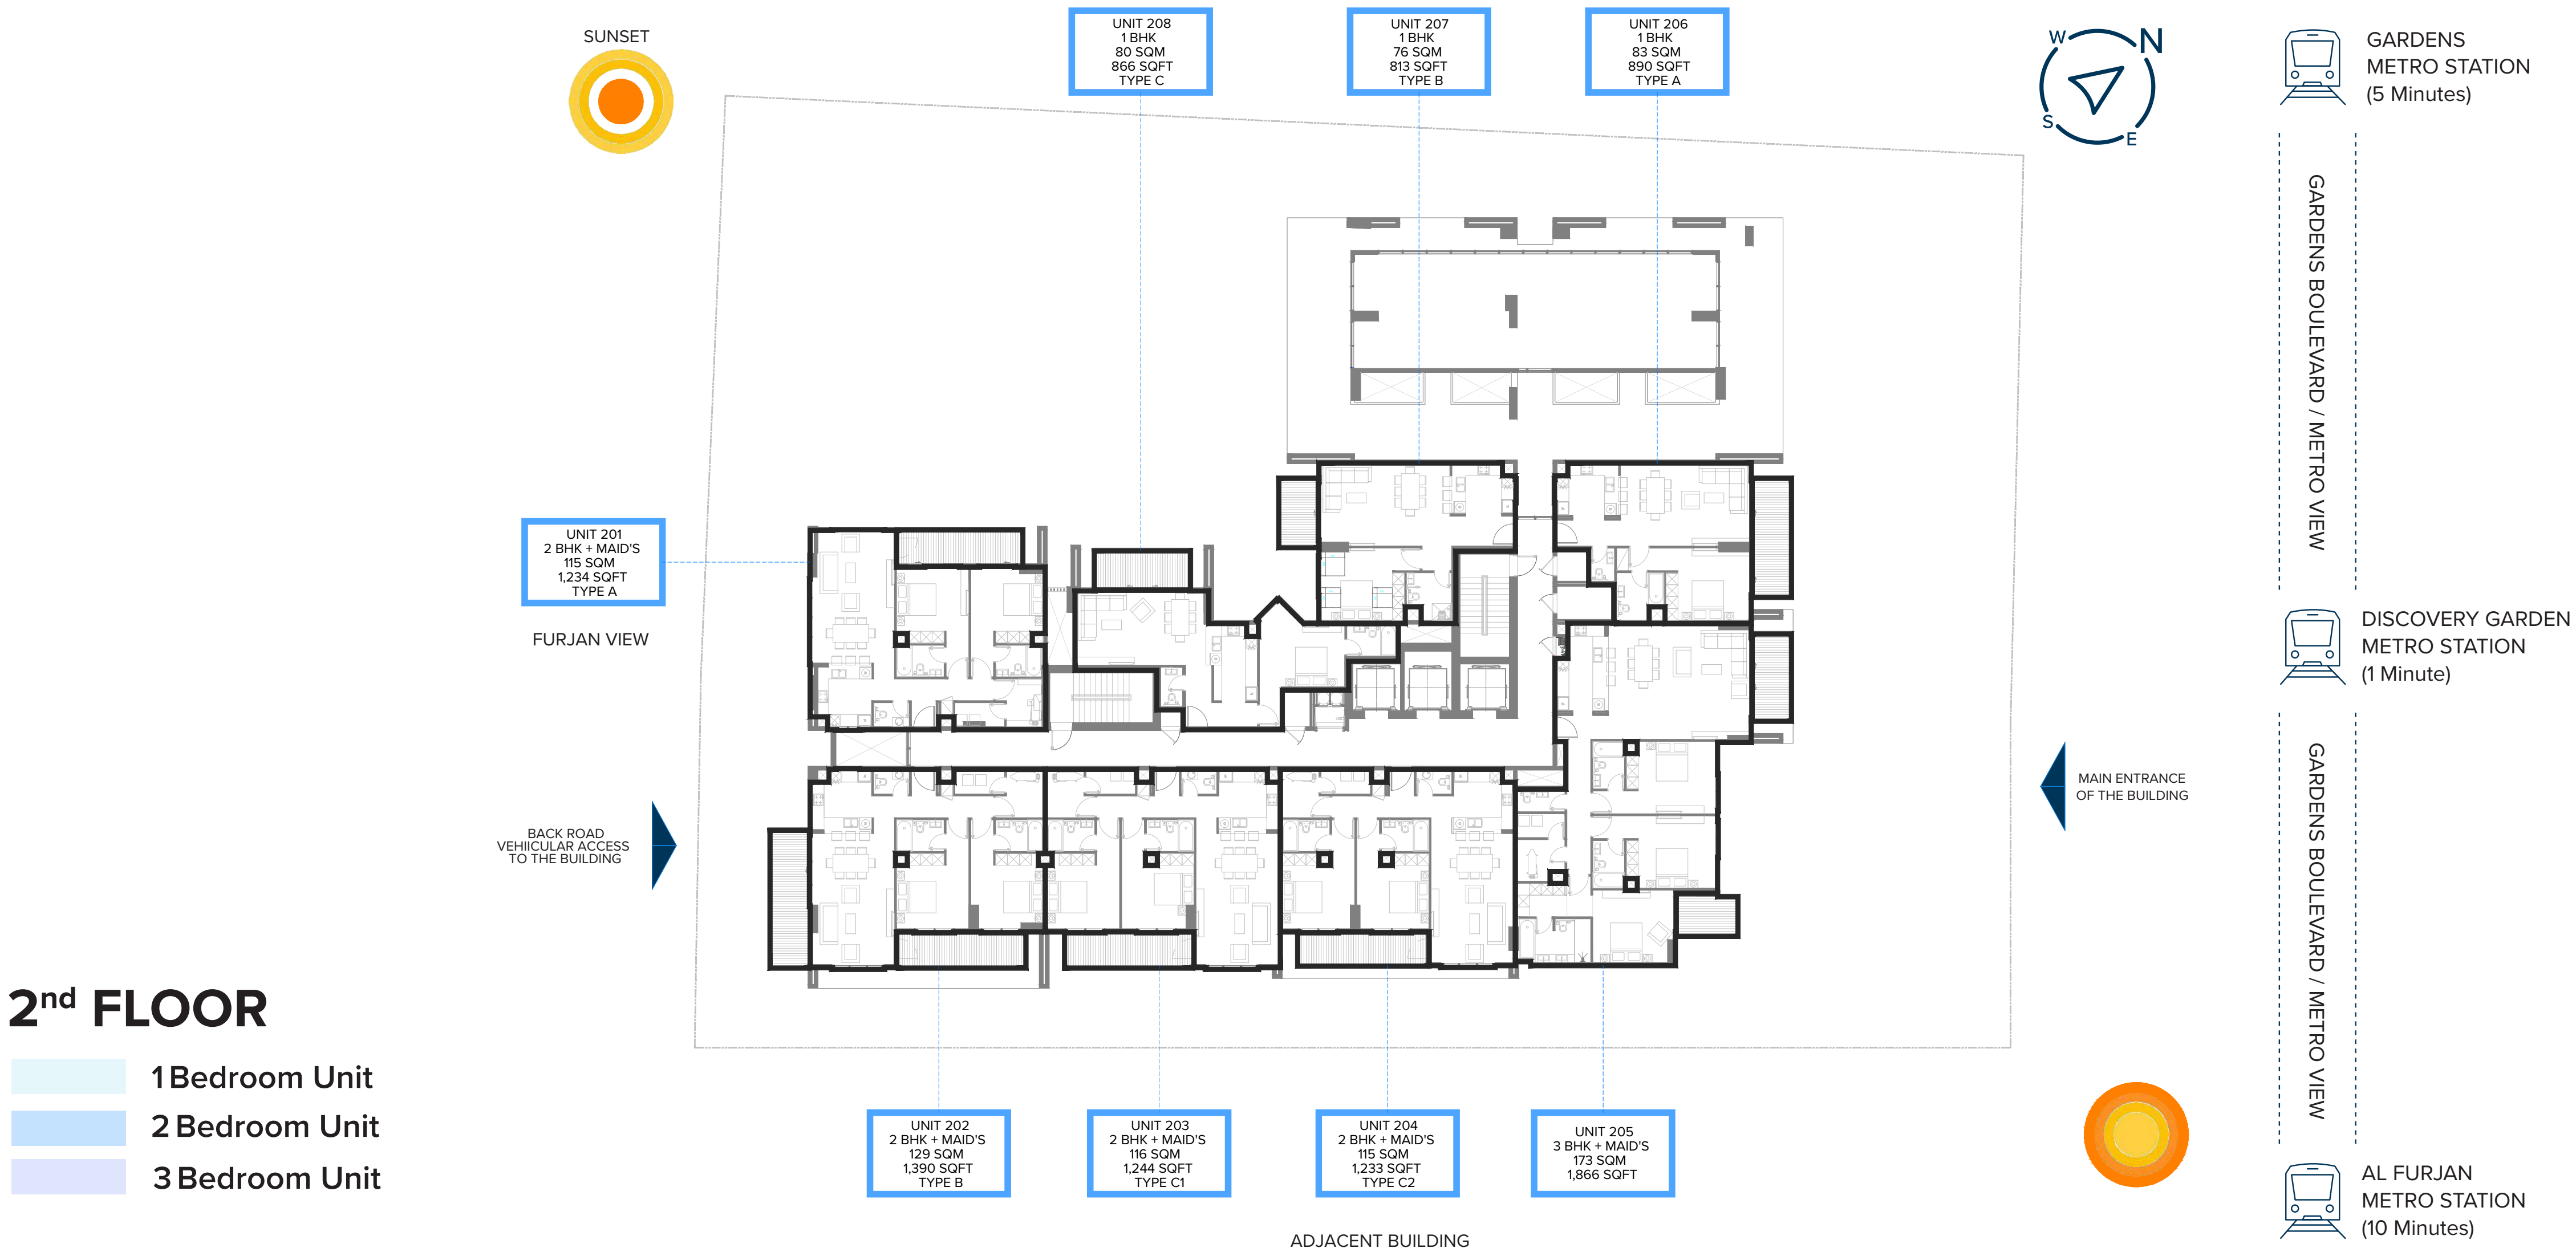 SUNSET
UNIT 208
1 BHK
80 SQM
866 SQFT
TYPE C
UNIT 207
1 BHK
76 SQM
813 SQFT
TYPE B
UNIT 206
1 BHK
83 SQM
890 SQFT
TYPE A
W
N
S
E
GARDENS
METRO STATION
(5 Minutes)
GARDENS BOULEVARD / METRO VIEW
UNIT 201
2 BHK + MAID'S
115 SQM
1,234 SQFT
TYPE A
FURJAN VIEW
DISCOVERY GARDEN
METRO STATION
(1 Minute)
BACK ROAD
VEHIICULAR ACCESS
TO THE BUILDING
MAIN ENTRANCE
OF THE BUILDING
GARDENS BOULEVARD / METRO VIEW
2nd FLOOR
1 Bedroom Unit
2 Bedroom Unit
3 Bedroom Unit
UNIT 202
2 BHK + MAID'S
129 SQM
1,390 SQFT
TYPE B
UNIT 203
2 BHK + MAID'S
116 SQM
1,244 SQFT
TYPE C1
UNIT 204
2 BHK + MAID'S
115 SQM
1,233 SQFT
TYPE C2
UNIT 205
3 BHK + MAID'S
173 SQM
1,866 SQFT
AL FURJAN
METRO STATION
(10 Minutes)
ADJACENT BUILDING